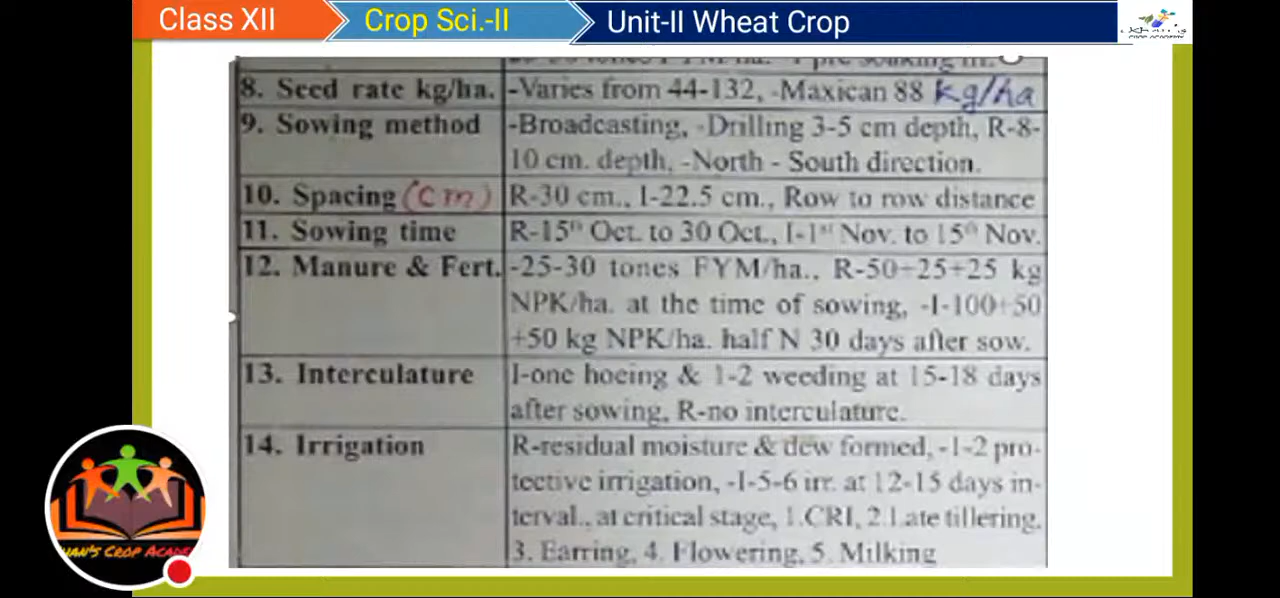 Class XII
Crop Sci.-II
Unit-II Wheat Crop
8. Seed rate kg/ha. -Varies from 44-132, -Maxican 88 kg/ha
9. Sowing method -Broadcasting, -Drilling 3-5 cm depth, R-8-
10 cm. depth, -North - South direction.
10. Spacing (cm) R-30 cm., I-22.5 cm., Row to row distance
11. Sowing time R-15th Oct. to 30 Oct., I-1st Nov. to 15th Nov.
12. Manure & Fert. -25-30 tones FYM/ha., R-50+25+25 kg
NPK/ha. at the time of sowing, -I-100+50
+50 kg NPK/ha. half N 30 days after sow.
13. Interculature I-one hoeing & 1-2 weeding at 15-18 days
after sowing, R-no interculature.
14. Irrigation R-residual moisture & dew formed, -1-2 pro-
tective irrigation, -I-5-6 irr. at 12-15 days in-
terval., at critical stage, 1.CRI, 2.Late tillering,
3. Earring, 4. Flowering, 5. Milking
UAN'S CROP ACADE